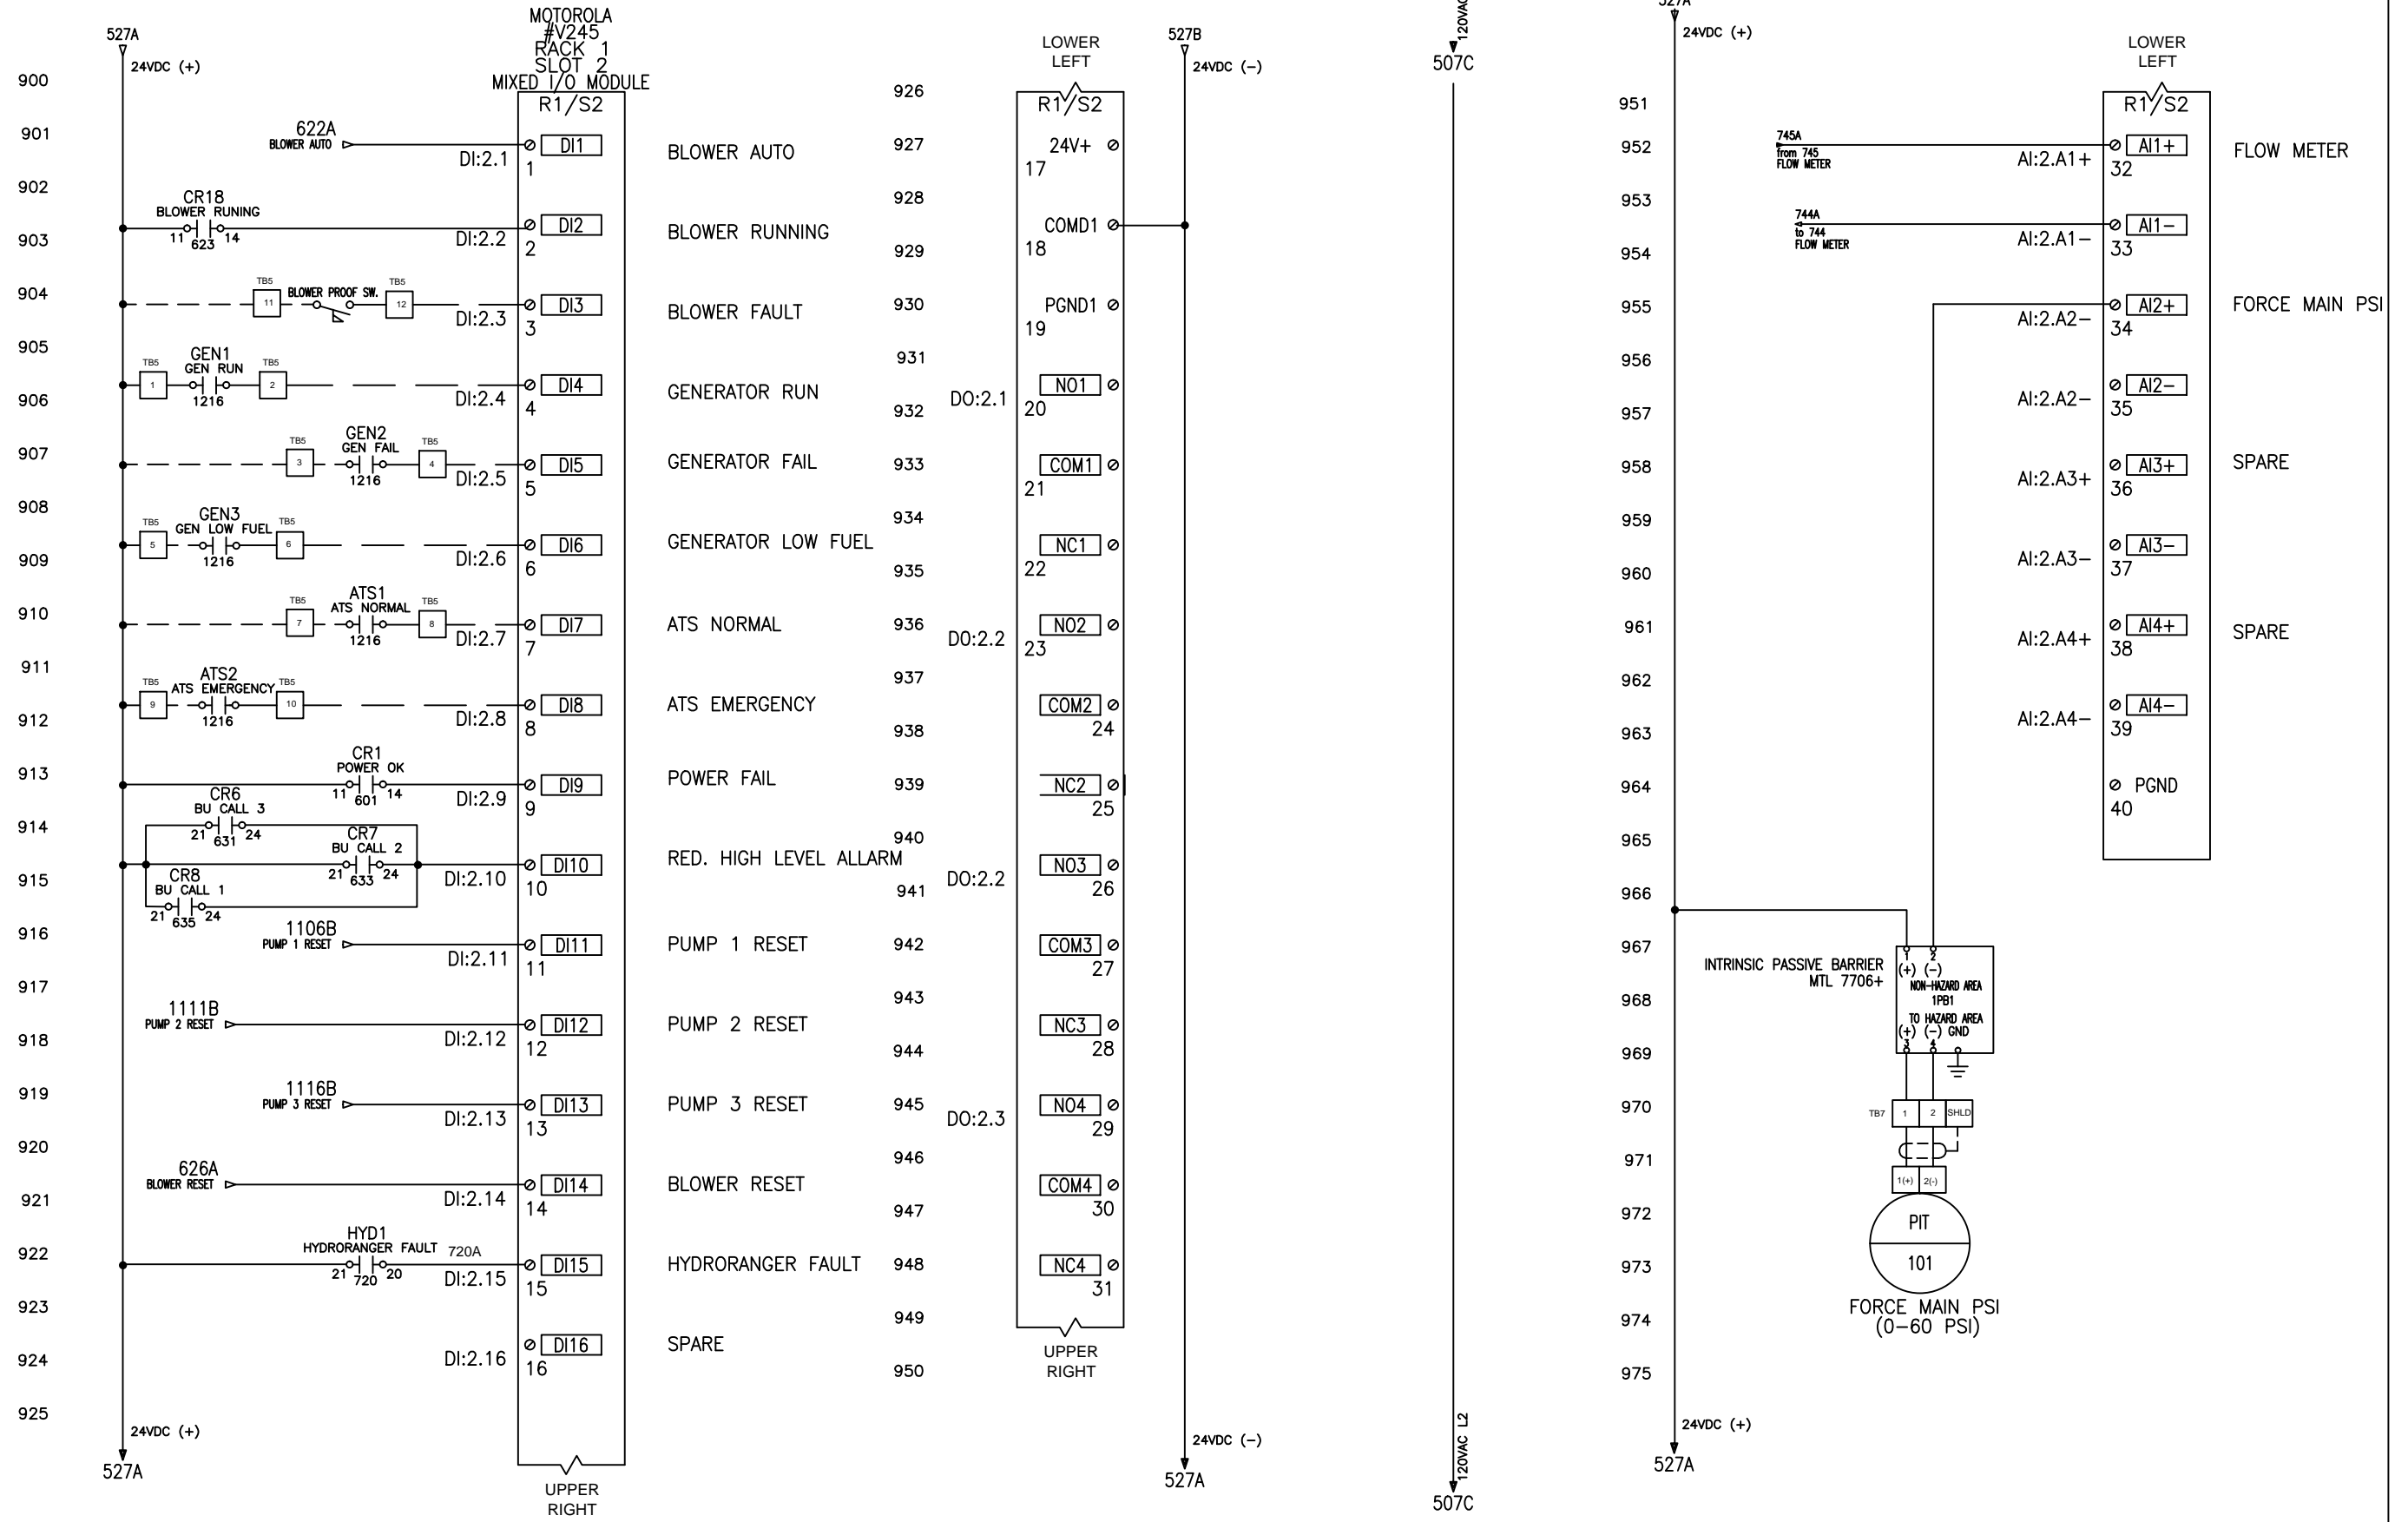 527A
24VDC (+)
MOTOROLA
#V245
RACK 1
SLOT 2
MIXED I/O MODULE
R1/S2
900
901
622A
BLOWER AUTO
DI:2.1
DI1
1
BLOWER AUTO
902
CR18
BLOWER RUNING
11 623 14
903
DI:2.2
DI2
2
BLOWER RUNNING
904
TB5
11
BLOWER PROOF SW.
TB5
12
DI:2.3
DI3
3
BLOWER FAULT
905
TB5
1
GEN1
GEN RUN
1216
TB5
2
906
DI:2.4
DI4
4
GENERATOR RUN
907
TB5
3
GEN2
GEN FAIL
1216
TB5
4
DI:2.5
DI5
5
GENERATOR FAIL
908
TB5
5
GEN3
GEN LOW FUEL
1216
TB5
6
909
DI:2.6
DI6
6
GENERATOR LOW FUEL
910
TB5
7
ATS1
ATS NORMAL
1216
TB5
8
DI:2.7
DI7
7
ATS NORMAL
911
TB5
9
ATS2
ATS EMERGENCY
1216
TB5
10
912
DI:2.8
DI8
8
ATS EMERGENCY
913
CR1
POWER OK
11 601 14
DI:2.9
DI9
9
POWER FAIL
914
CR6
BU CALL 3
21 631 24
CR7
BU CALL 2
21 633 24
915
CR8
BU CALL 1
21 635 24
DI:2.10
DI10
10
RED. HIGH LEVEL ALLARM
916
1106B
PUMP 1 RESET
DI:2.11
DI11
11
PUMP 1 RESET
917
1111B
PUMP 2 RESET
918
DI:2.12
DI12
12
PUMP 2 RESET
919
1116B
PUMP 3 RESET
DI:2.13
DI13
13
PUMP 3 RESET
920
626A
BLOWER RESET
921
DI:2.14
DI14
14
BLOWER RESET
922
HYD1
HYDRORANGER FAULT
720A
21 720 20
DI:2.15
DI15
15
HYDRORANGER FAULT
923
924
DI:2.16
DI16
16
SPARE
925
24VDC (+)
527A
UPPER
RIGHT
LOWER
LEFT
527B
24VDC (-)
R1/S2
926
927
24V+
17
928
COMD1
18
929
930
PGND1
19
931
932
DO:2.1
NO1
20
933
COM1
21
934
NC1
22
935
936
DO:2.2
NO2
23
937
COM2
24
938
939
NC2
25
940
NO3
DO:2.2
26
941
942
COM3
27
943
NC3
28
944
945
NO4
DO:2.3
29
946
COM4
30
947
948
NC4
31
949
950
UPPER
RIGHT
24VDC (-)
527A
120VAC
507C
120VAC L2
507C
527A
24VDC (+)
LOWER
LEFT
R1/S2
951
952
745A
from 745
FLOW METER
AI:2.A1+
AI1+
32
FLOW METER
953
744A
to 744
FLOW METER
AI:2.A1-
AI1-
33
954
955
AI:2.A2-
AI2+
34
FORCE MAIN PSI
956
AI2-
AI:2.A2-
35
957
958
AI:2.A3+
AI3+
36
SPARE
959
AI3-
AI:2.A3-
37
960
961
AI:2.A4+
AI4+
38
SPARE
962
AI4-
AI:2.A4-
39
963
964
PGND
40
965
966
967
INTRINSIC PASSIVE BARRIER
MTL 7706+
1 2
(+) (-)
NON-HAZARD AREA
1PB1
TO HAZARD AREA
(+) (-) GND
3 4
968
969
970
TB7
1 2 SHLD
971
1(+) 2(-)
972
PIT
101
973
FORCE MAIN PSI
(0-60 PSI)
974
975
24VDC (+)
527A